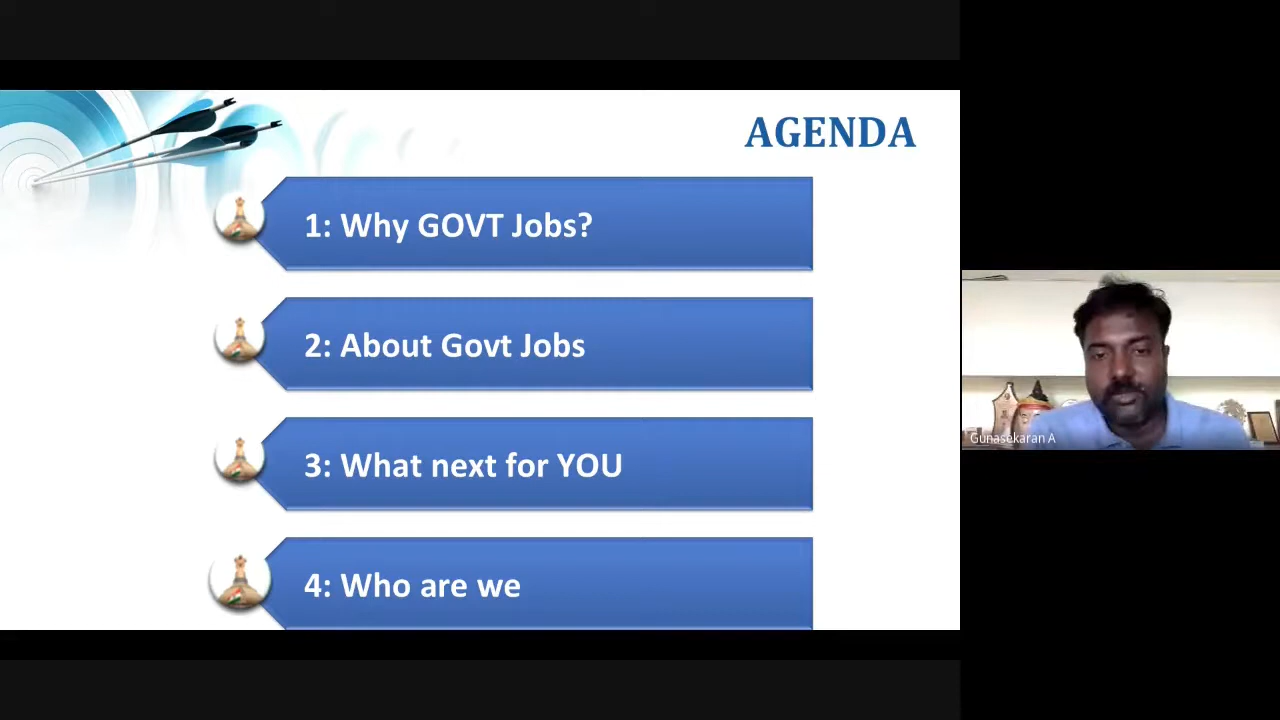 AGENDA
1: Why GOVT Jobs?
2: About Govt Jobs
3: What next for YOU
4: Who are we
Gunasekaran A